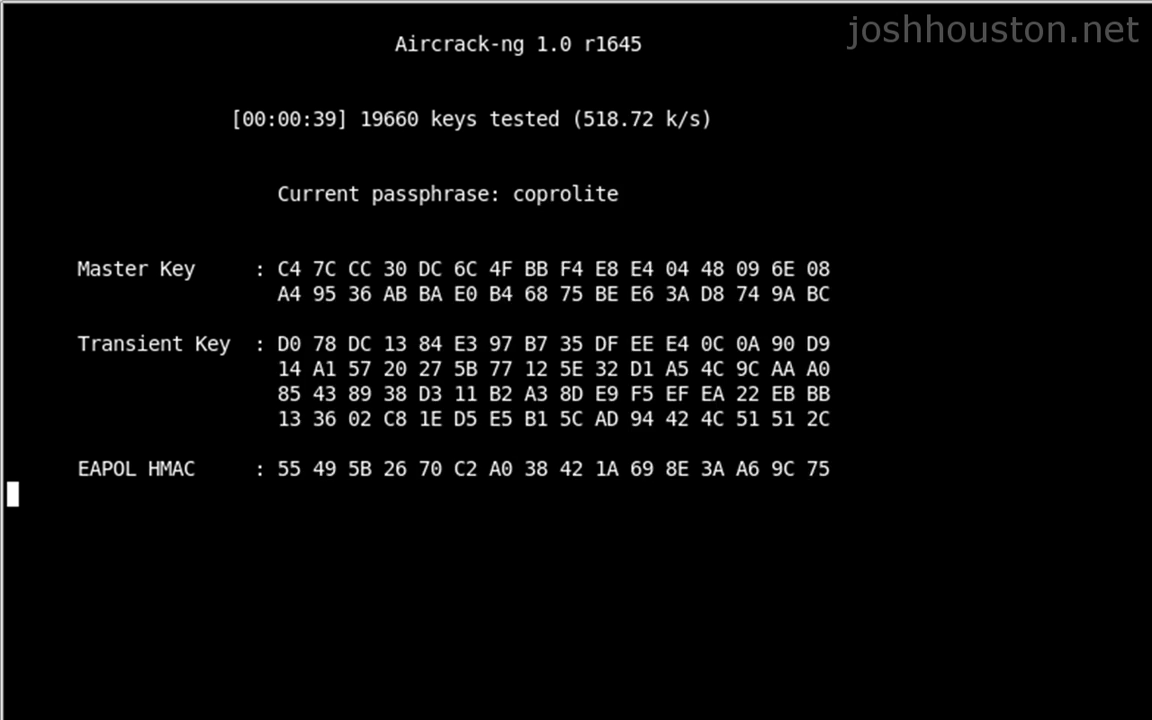 joshhouston.net
Aircrack-ng 1.0 r1645
[00:00:39] 19660 keys tested (518.72 k/s)
Current passphrase: coprolite
Master Key : C4 7C CC 30 DC 6C 4F BB F4 E8 E4 04 48 09 6E 08
A4 95 36 AB BA E0 B4 68 75 BE E6 3A D8 74 9A BC
Transient Key : D0 78 DC 13 84 E3 97 B7 35 DF EE E4 0C 0A 90 D9
14 A1 57 20 27 5B 77 12 5E 32 D1 A5 4C 9C AA A0
85 43 89 38 D3 11 B2 A3 8D E9 F5 EF EA 22 EB BB
13 36 02 C8 1E D5 E5 B1 5C AD 94 42 4C 51 51 2C
EAPOL HMAC : 55 49 5B 26 70 C2 A0 38 42 1A 69 8E 3A A6 9C 75